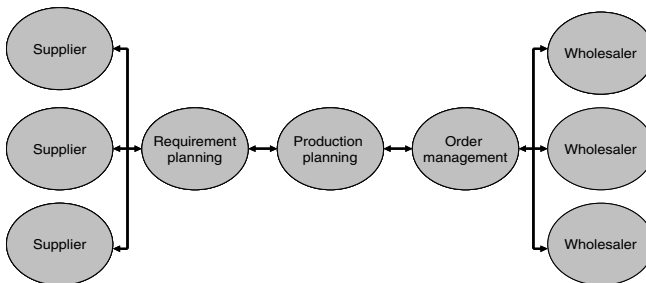 Supplier
Supplier
Supplier
Requirement
planning
Production
planning
Order
management
Wholesaler
Wholesaler
Wholesaler